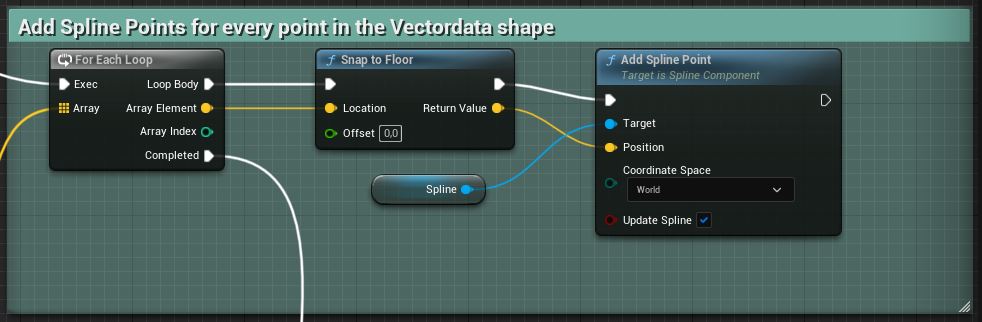 Add Spline Points for every point in the Vectordata shape
For Each Loop
Exec
Loop Body
Array
Array Element
Array Index
Completed
Snap to Floor
Location
Return Value
Offset 0,0
Spline
Add Spline Point
Target is Spline Component
Target
Position
Coordinate Space
World
Update Spline